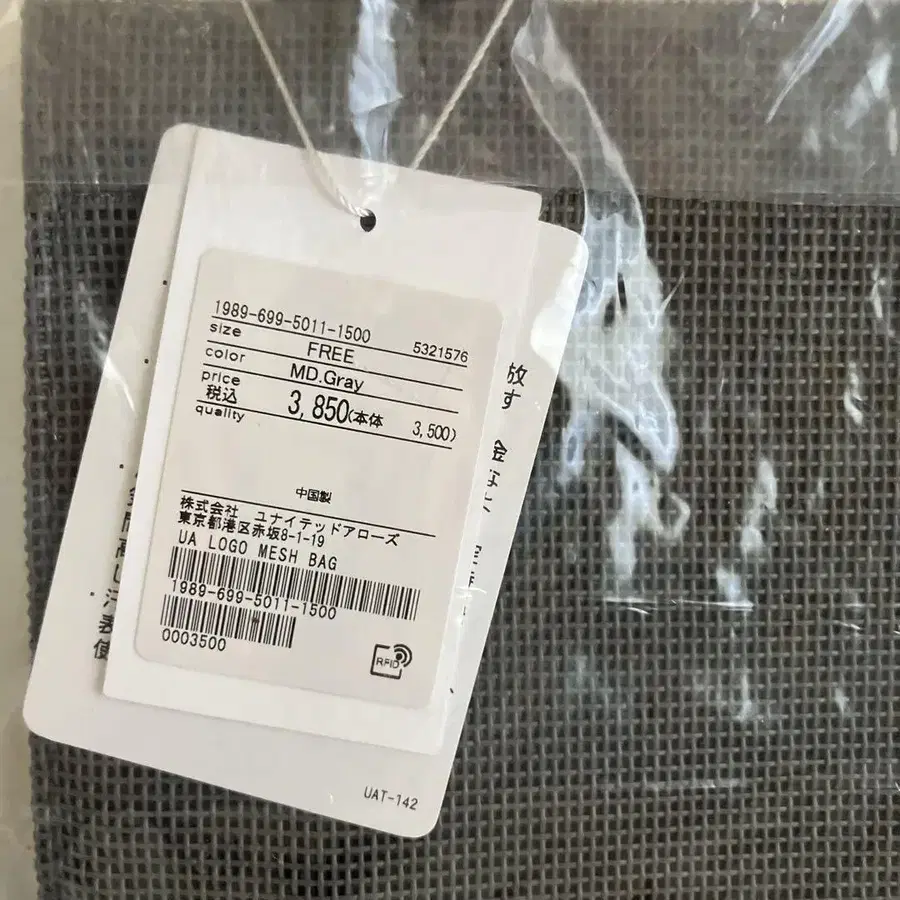 1989-699-5011-1500
size 5321576
FREE
color
MD.Gray
price
税込 3,850(本体 3,500)
quality
中国製
株式会社 ユナイテッドアローズ
東京都港区赤坂8-1-19
UA LOGO MESH BAG
1989-699-5011-1500
0003500
RFID
UAT-142
放
す